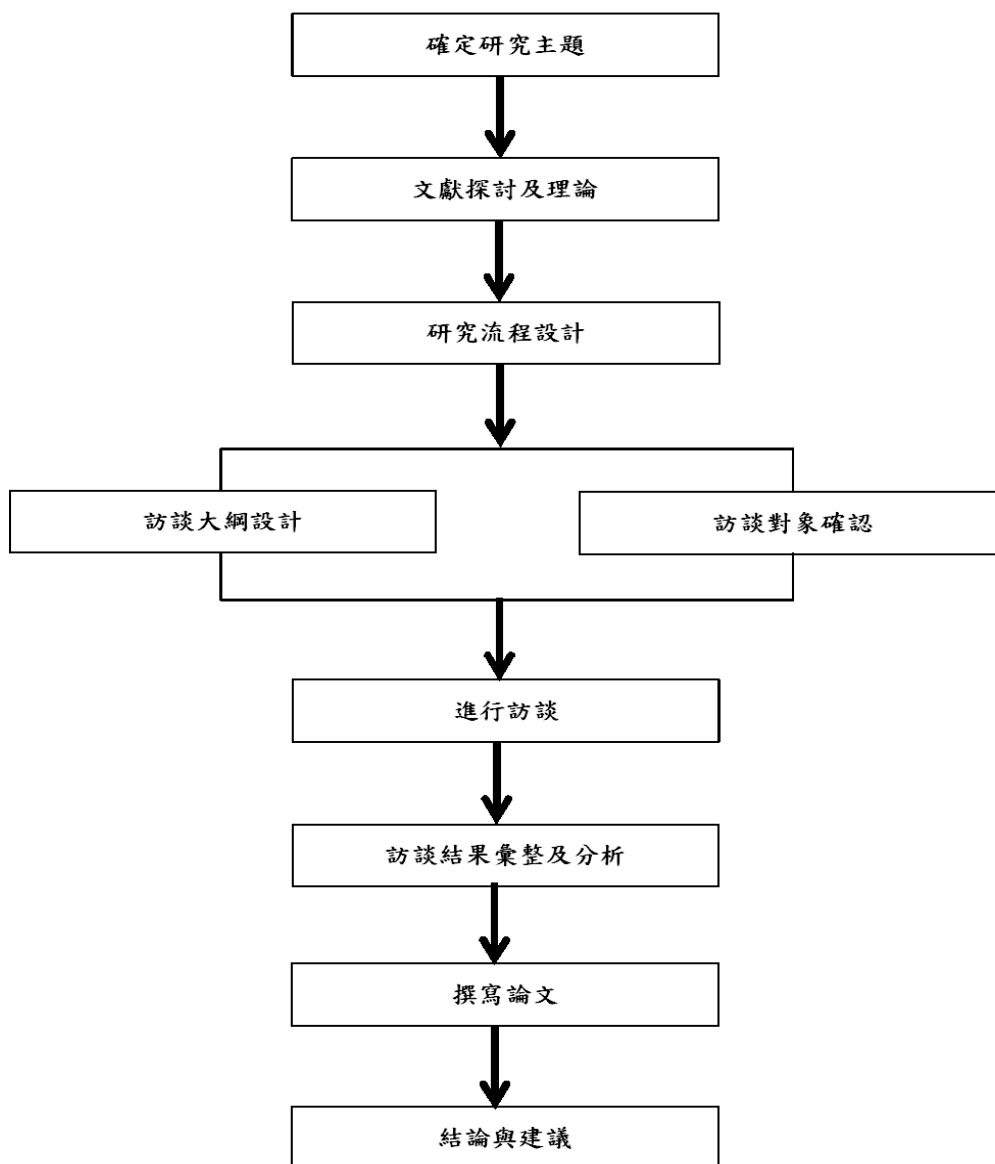 確定研究主題
文獻探討及理論
研究流程設計
訪談大綱設計
訪談對象確認
進行訪談
訪談結果彙整及分析
撰寫論文
結論與建議